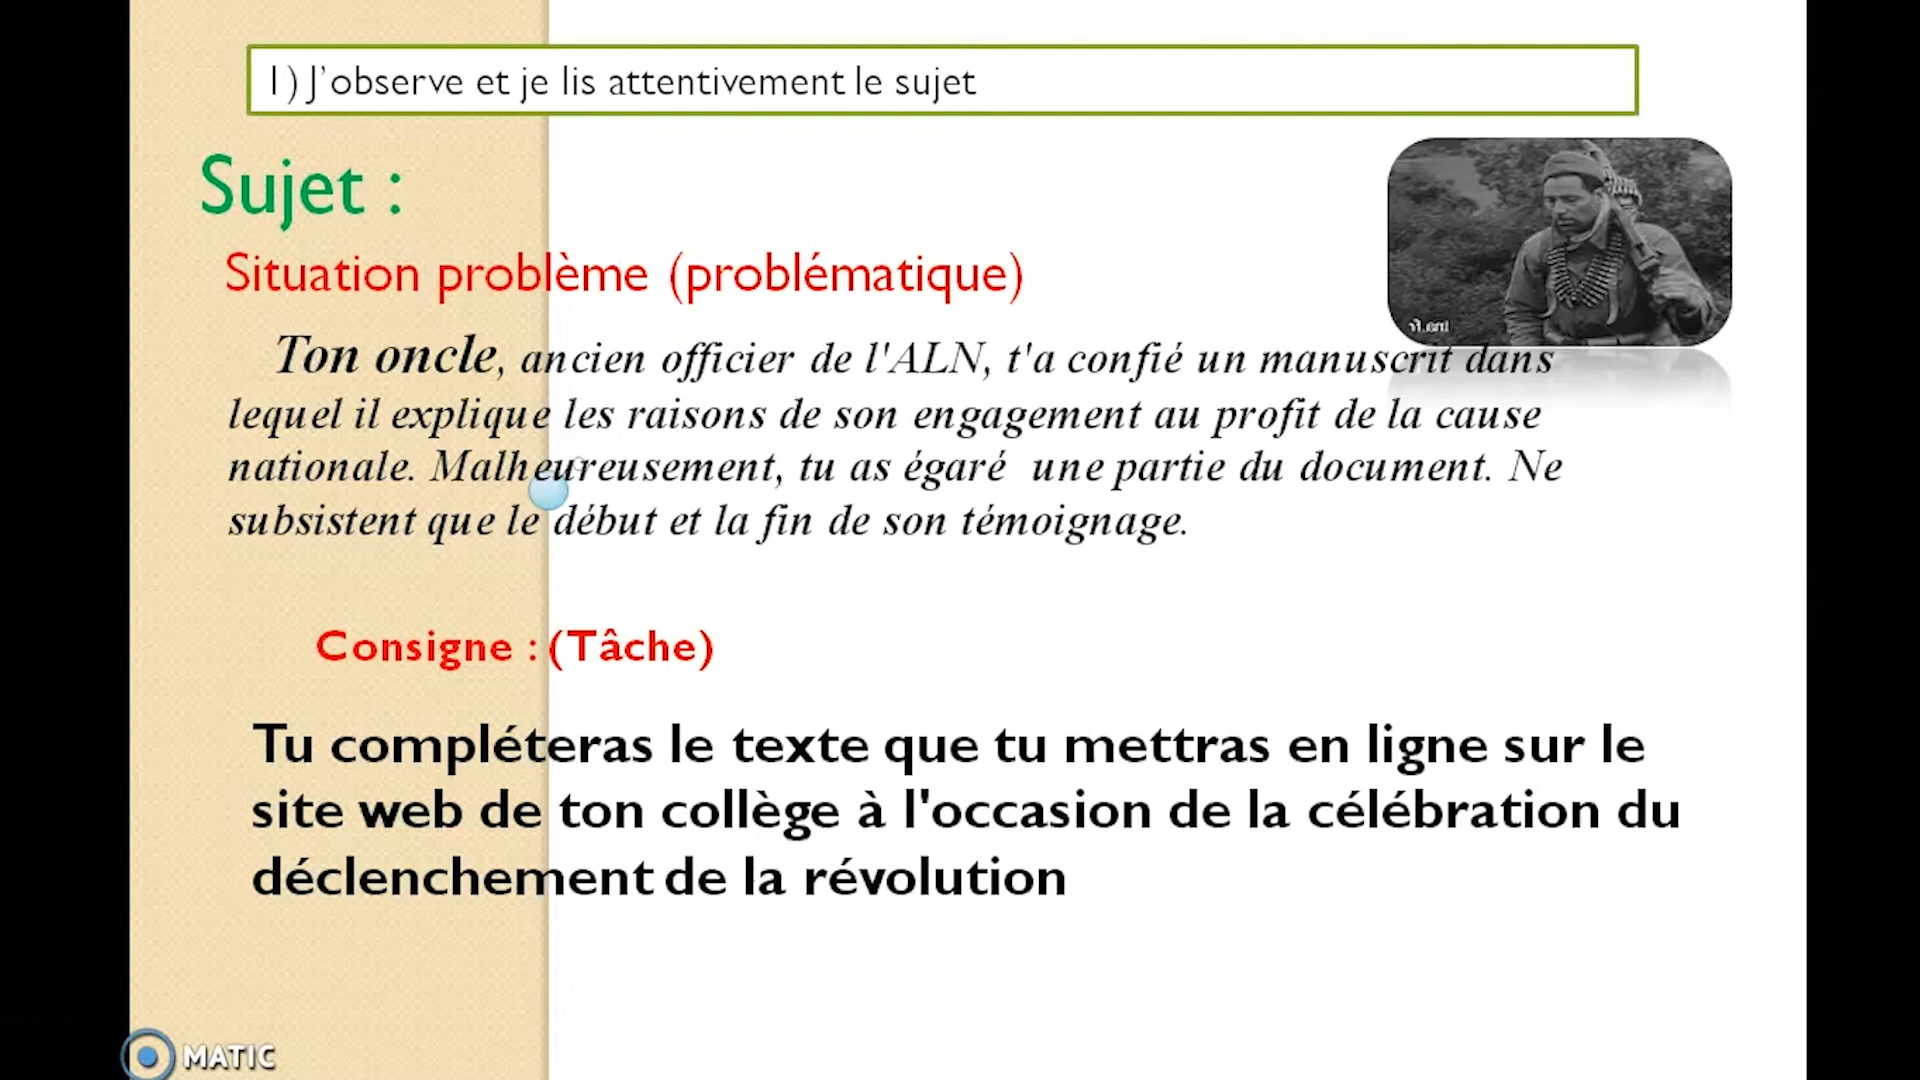 1) J’observe et je lis attentivement le sujet
Sujet :
Situation problème (problématique)
Ton oncle, ancien officier de l'ALN, t'a confié un manuscrit dans
lequel il explique les raisons de son engagement au profit de la cause
nationale. Malheureusement, tu as égaré une partie du document. Ne
subsistent que le début et la fin de son témoignage.
Consigne : (Tâche)
Tu compléteras le texte que tu mettras en ligne sur le
site web de ton collège à l'occasion de la célébration du
déclenchement de la révolution
MATIC
ina.fr